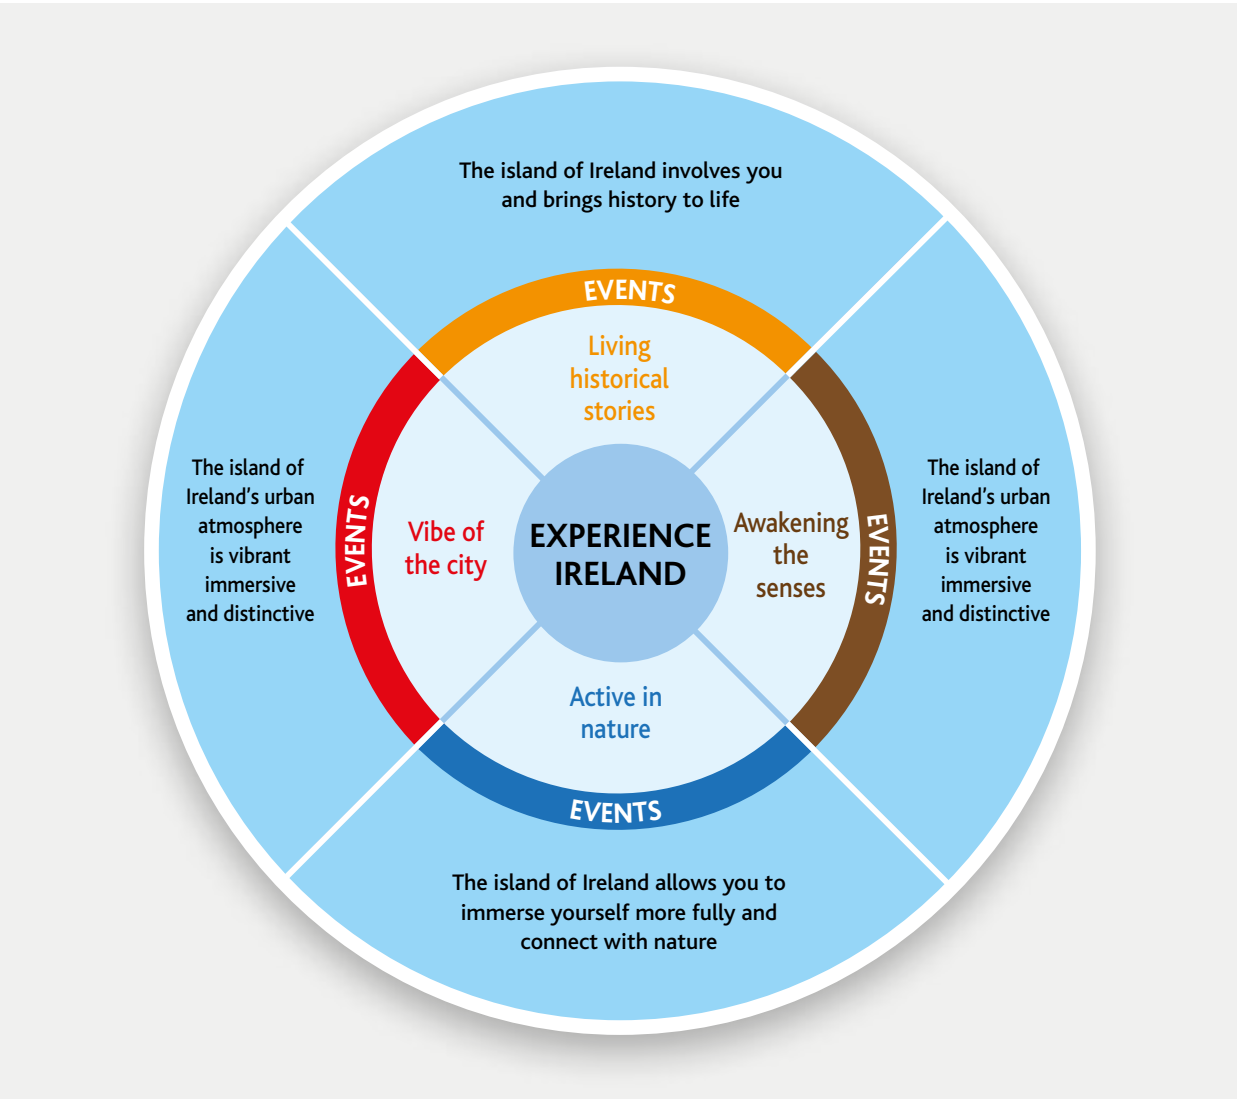 The island of Ireland involves you
and brings history to life
EVENTS
Living
historical
stories
The island of
Ireland's urban
atmosphere
is vibrant
immersive
and distinctive
EVENTS
Vibe of
the city
EXPERIENCE
IRELAND
Awakening
the
senses
EVENTS
The island of
Ireland's urban
atmosphere
is vibrant
immersive
and distinctive
Active in
nature
EVENTS
The island of Ireland allows you to
immerse yourself more fully and
connect with nature